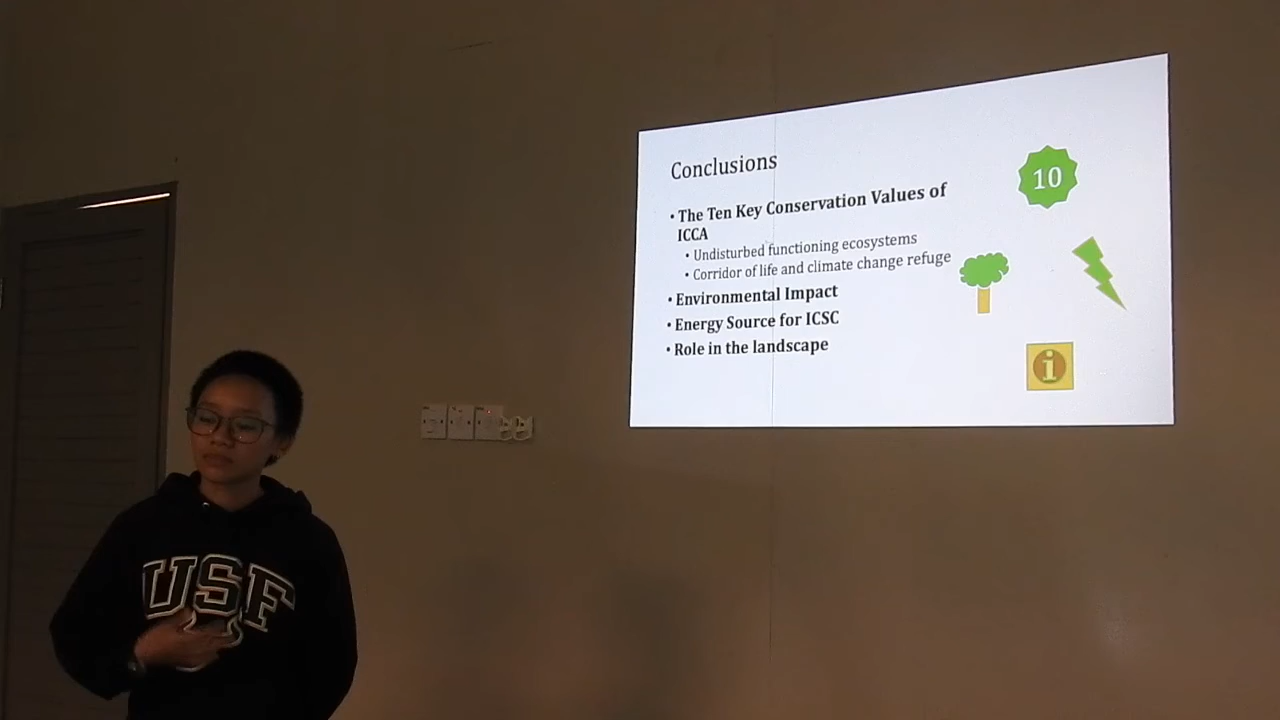 Conclusions
• The Ten Key Conservation Values of
ICCA
• Undisturbed functioning ecosystems
• Corridor of life and climate change refuge
• Environmental Impact
• Energy Source for ICSC
• Role in the landscape
10
i
USF